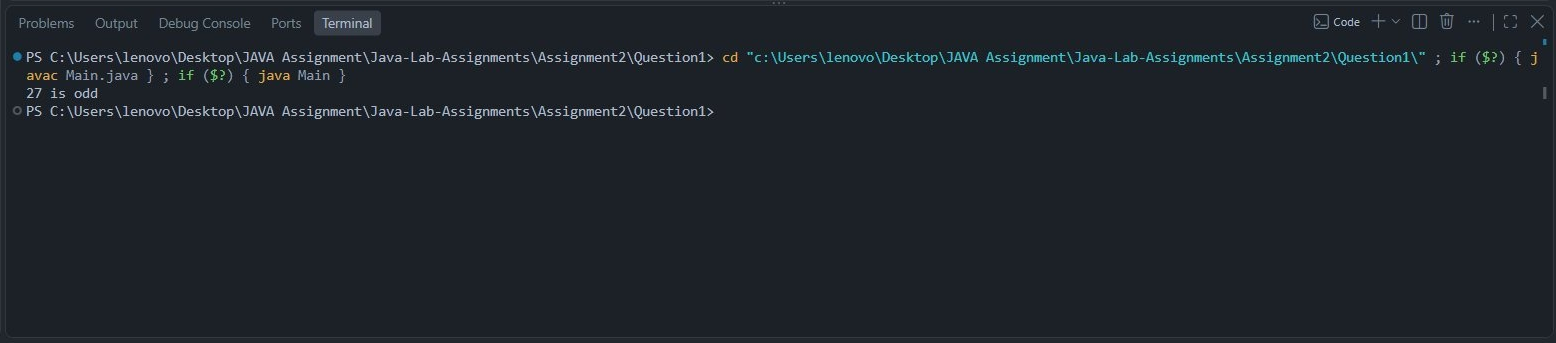 Problems Output Debug Console Ports Terminal Code
PS C:\Users\lenovo\Desktop\JAVA Assignment\Java-Lab-Assignments\Assignment2\Question1> cd "c:\Users\lenovo\Desktop\JAVA Assignment\Java-Lab-Assignments\Assignment2\Question1\" ; if ($?) { j
avac Main.java } ; if ($?) { java Main }
27 is odd
PS C:\Users\lenovo\Desktop\JAVA Assignment\Java-Lab-Assignments\Assignment2\Question1>